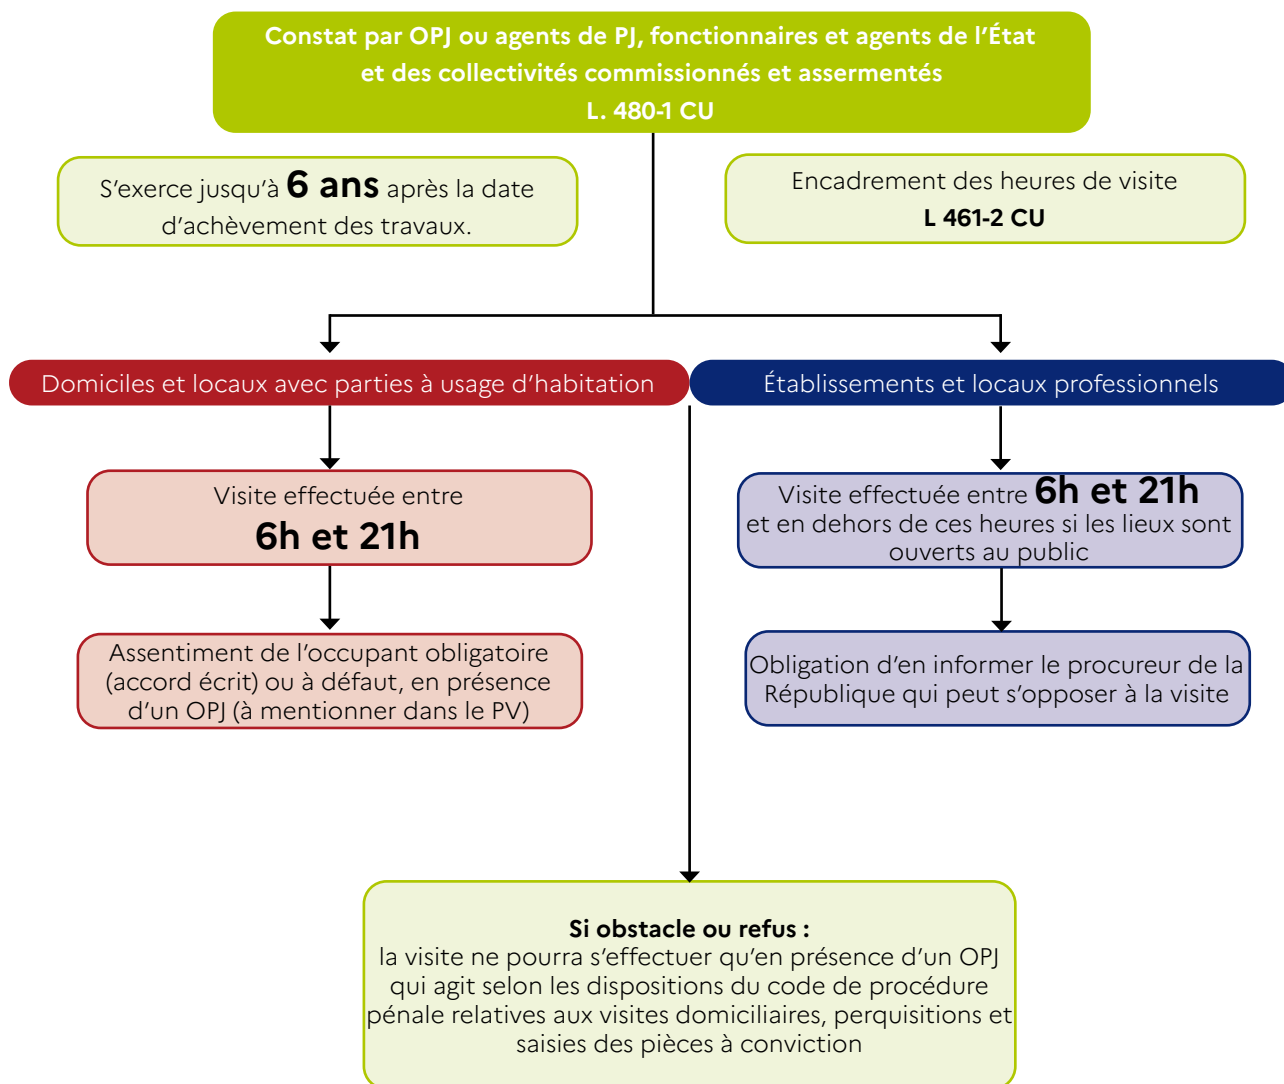 Constat par OPJ ou agents de PJ, fonctionnaires et agents de l'État
et des collectivités commissionnés et assermentés
L. 480-1 CU
S'exerce jusqu'à 6 ans après la date
d'achèvement des travaux.
Encadrement des heures de visite
L 461-2 CU
Domiciles et locaux avec parties à usage d'habitation
Établissements et locaux professionnels
Visite effectuée entre
6h et 21h
Visite effectuée entre 6h et 21h
et en dehors de ces heures si les lieux sont
ouverts au public
Assentiment de l'occupant obligatoire
(accord écrit) ou à défaut, en présence
d'un OPJ (à mentionner dans le PV)
Obligation d'en informer le procureur de la
République qui peut s'opposer à la visite
Si obstacle ou refus :
la visite ne pourra s'effectuer qu'en présence d'un OPJ
qui agit selon les dispositions du code de procédure
pénale relatives aux visites domiciliaires, perquisitions et
saisies des pièces à conviction